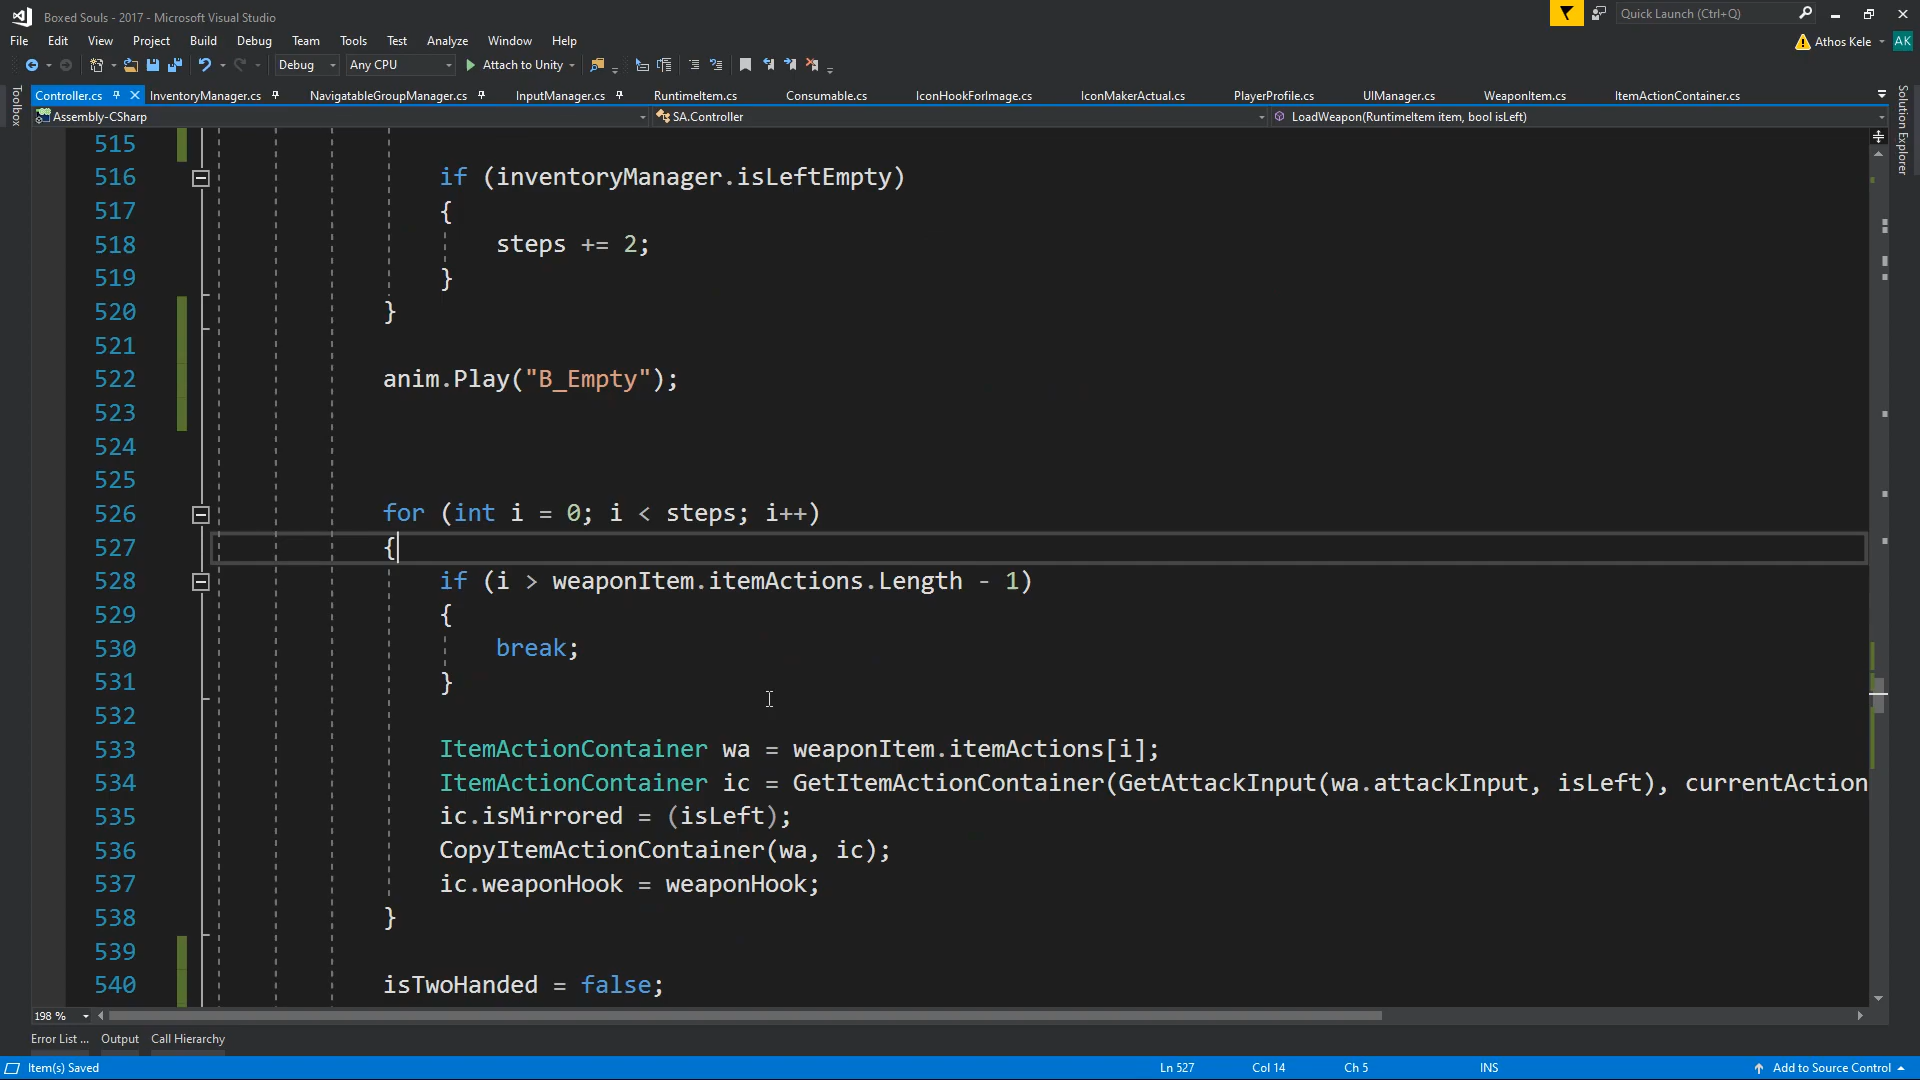 Boxed Souls - 2017 - Microsoft Visual Studio
Quick Launch (Ctrl+Q)
File Edit View Project Build Debug Team Tools Test Analyze Window Help
Athos Kele AK
Debug Any CPU Attach to Unity
Toolbox
Solution Explorer
Controller.cs InventoryManager.cs NavigatableGroupManager.cs InputManager.cs RuntimeItem.cs Consumable.cs IconHookForImage.cs IconMakerActual.cs PlayerProfile.cs UIManager.cs WeaponItem.cs ItemActionContainer.cs
Assembly-CSharp SA.Controller LoadWeapon(RuntimeItem item, bool isLeft)
515
516 if (inventoryManager.isLeftEmpty)
517 {
518 steps += 2;
519 }
520 }
521
522 anim.Play("B_Empty");
523
524
525
526 for (int i = 0; i < steps; i++)
527 {
528 if (i > weaponItem.itemActions.Length - 1)
529 {
530 break;
531 }
532
533 ItemActionContainer wa = weaponItem.itemActions[i];
534 ItemActionContainer ic = GetItemActionContainer(GetAttackInput(wa.attackInput, isLeft), currentAction
535 ic.isMirrored = (isLeft);
536 CopyItemActionContainer(wa, ic);
537 ic.weaponHook = weaponHook;
538 }
539
540 isTwoHanded = false;
198 %
Error List ... Output Call Hierarchy
Item(s) Saved Ln 527 Col 14 Ch 5 INS Add to Source Control